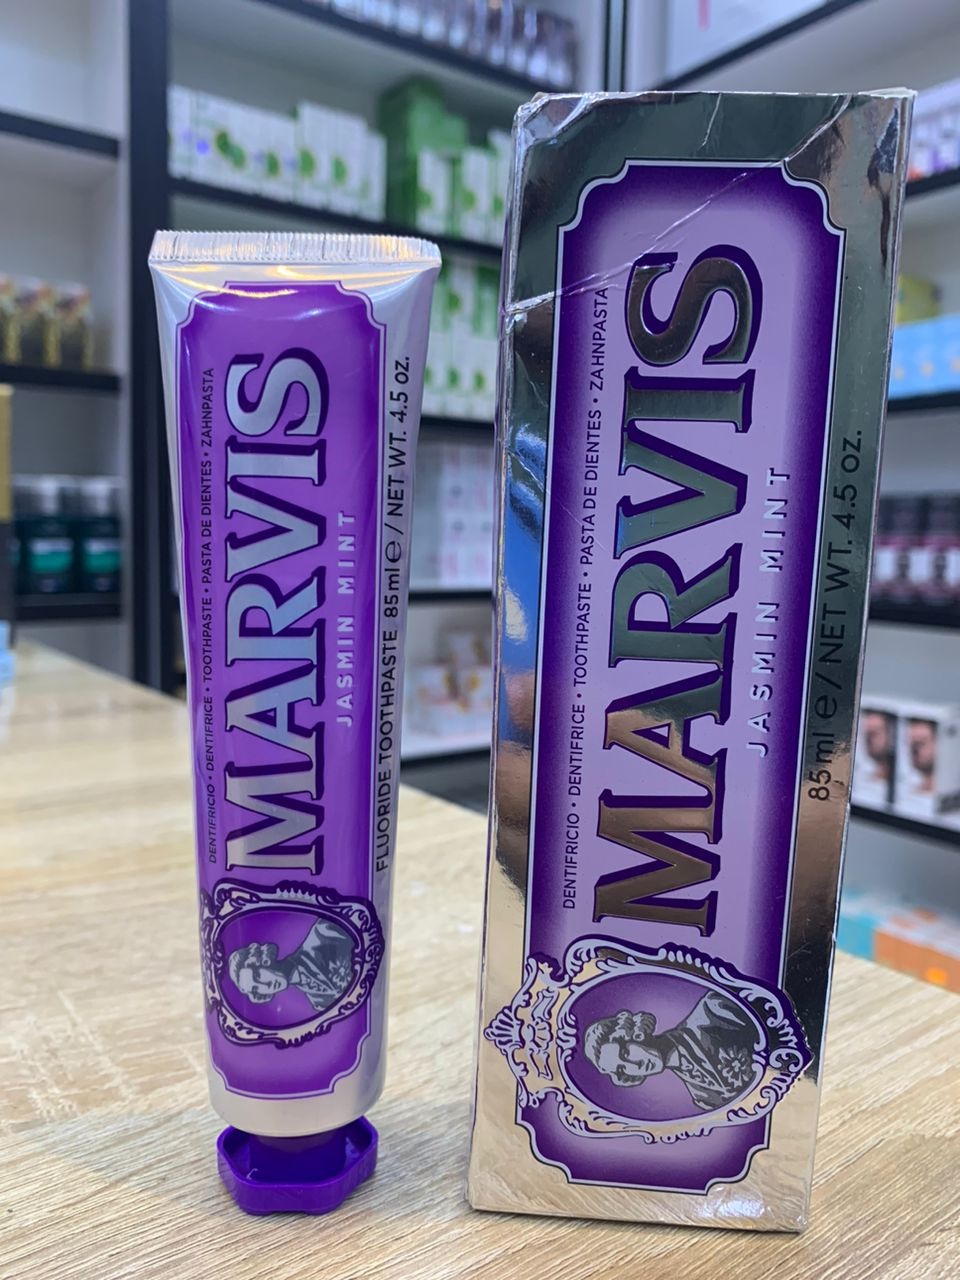 DENTIFRICIO • DENTIFRICE • TOOTHPASTE • PASTA DE DIENTES • ZAHNPASTA
MARVIS
JASMIN MINT
FLUORIDE TOOTHPASTE 85 ml e / NET WT. 4.5 oz.
DENTIFRICIO • DENTIFRICE • TOOTHPASTE • PASTA DE DIENTES • ZAHNPASTA
MARVIS
JASMIN MINT
85 ml e / NET WT. 4.5 oz.